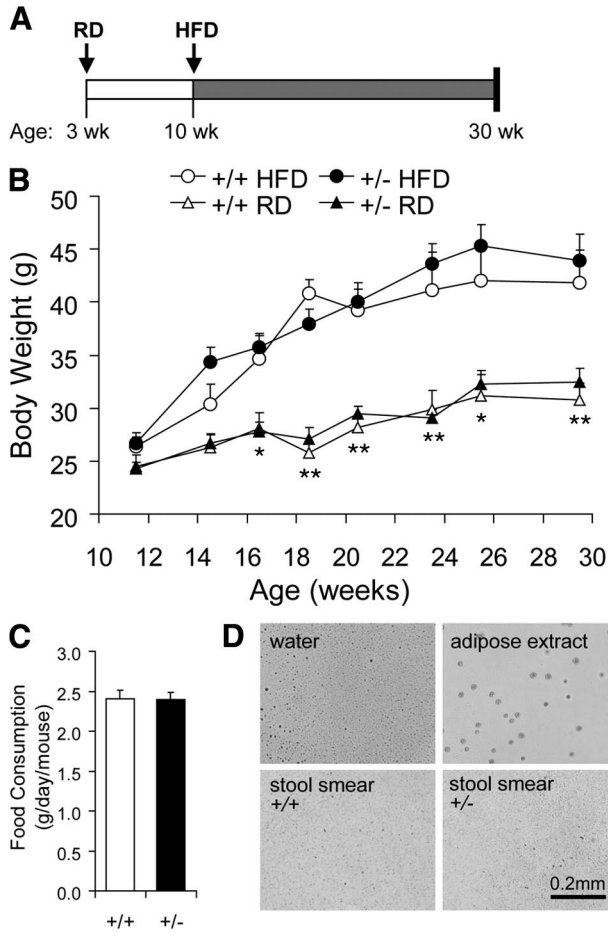 A
RD HFD
Age: 3 wk 10 wk 30 wk
B
+/+ HFD +/- HFD
+/+ RD +/- RD
Body Weight (g)
50
45
40
35
30
25
20
* ** ** ** * **
10 12 14 16 18 20 22 24 26 28 30
Age (weeks)
C
Food Consumption
(g/day/mouse)
3.0
2.5
2.0
1.5
1.0
0.5
0.0
+/+ +/-
D
water
adipose extract
stool smear
+/+
stool smear
+/-
0.2mm